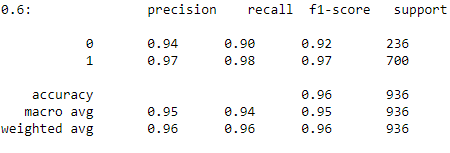 0.6: precision recall f1-score support
0 0.94 0.90 0.92 236
1 0.97 0.98 0.97 700
accuracy 0.96 936
macro avg 0.95 0.94 0.95 936
weighted avg 0.96 0.96 0.96 936